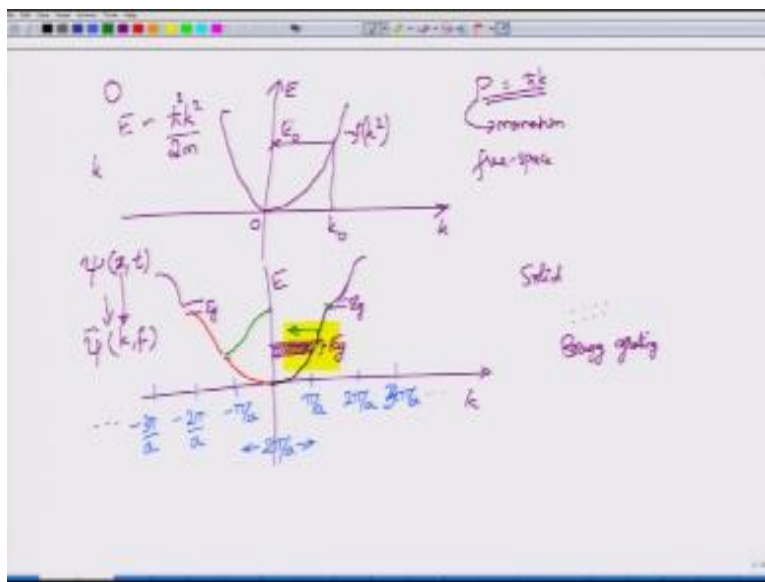 O
E
P = ħk
E - ħ²k²/2m
E₀
f(k²)
momentum
free-space
k
0
k₀
k
ψ(z,t)
E
Solid
Eg
Eg
ψ̃(k,f)
Eg
Bragg grating
k
... -3π/a -2π/a -π/a π/a 2π/a 3π/a ...
←2π/a→